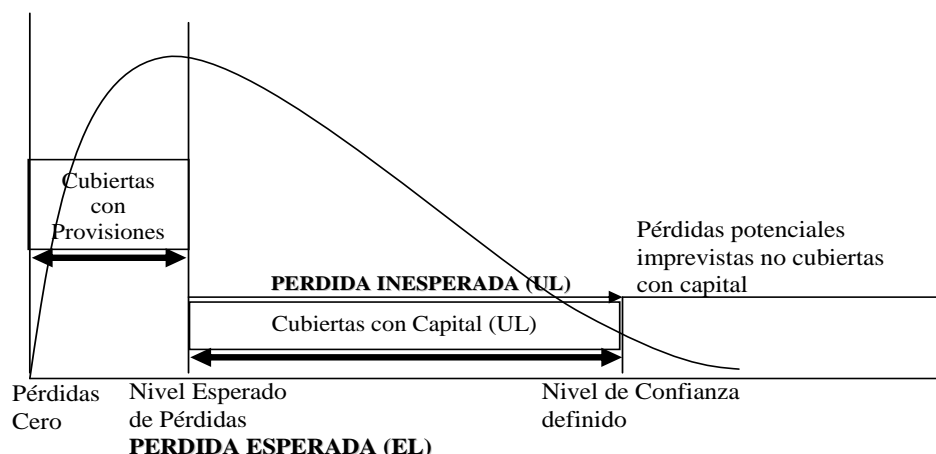 Cubiertas
con
Provisiones
Pérdidas potenciales
imprevistas no cubiertas
con capital
PERDIDA INESPERADA (UL)
Cubiertas con Capital (UL)
Pérdidas
Cero
Nivel Esperado
de Pérdidas
PERDIDA ESPERADA (EL)
Nivel de Confianza
definido